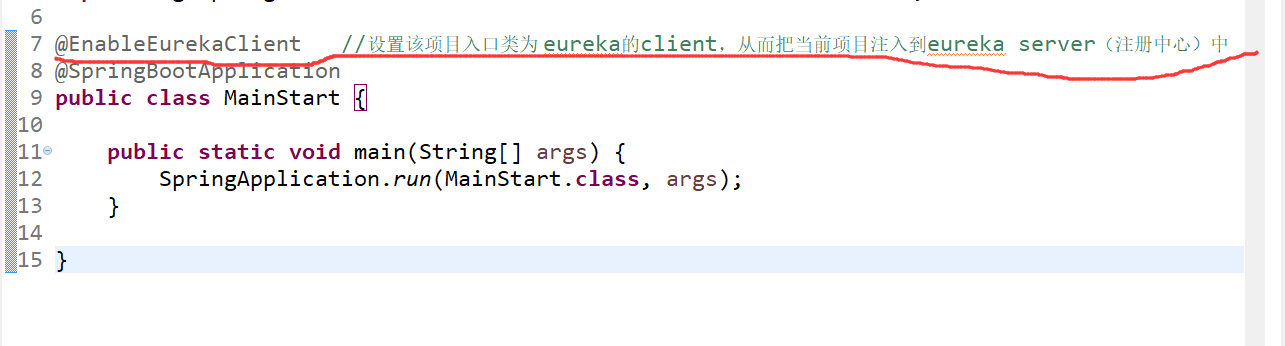 6
7 @EnableEurekaClient //设置该项目入口类为 eureka的client，从而把当前项目注入到eureka server（注册中心）中
8 @SpringBootApplication
9 public class MainStart {
10
11 public static void main(String[] args) {
12 SpringApplication.run(MainStart.class, args);
13 }
14
15 }